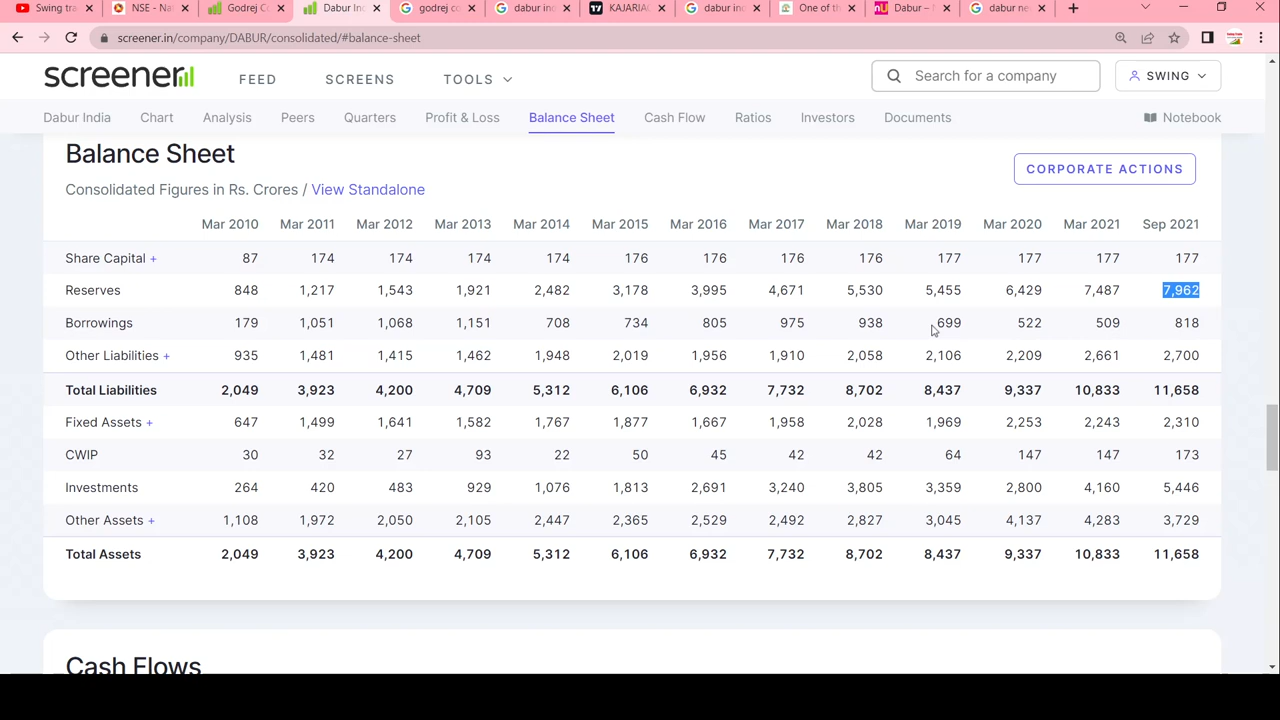 Swing tra
NSE - Nat
Godrej Co
Dabur Ind
godrej co
dabur ind
KAJARIAC
dabur ind
One of th
Dabur – N
dabur ne
screener.in/company/DABUR/consolidated/#balance-sheet
screener
FEED
SCREENS
TOOLS
Search for a company
SWING
Dabur India
Chart
Analysis
Peers
Quarters
Profit & Loss
Balance Sheet
Cash Flow
Ratios
Investors
Documents
Notebook
Balance Sheet
Consolidated Figures in Rs. Crores / View Standalone
CORPORATE ACTIONS
Mar 2010 Mar 2011 Mar 2012 Mar 2013 Mar 2014 Mar 2015 Mar 2016 Mar 2017 Mar 2018 Mar 2019 Mar 2020 Mar 2021 Sep 2021
Share Capital + 87 174 174 174 174 176 176 176 176 177 177 177 177
Reserves 848 1,217 1,543 1,921 2,482 3,178 3,995 4,671 5,530 5,455 6,429 7,487 7,962
Borrowings 179 1,051 1,068 1,151 708 734 805 975 938 699 522 509 818
Other Liabilities + 935 1,481 1,415 1,462 1,948 2,019 1,956 1,910 2,058 2,106 2,209 2,661 2,700
Total Liabilities 2,049 3,923 4,200 4,709 5,312 6,106 6,932 7,732 8,702 8,437 9,337 10,833 11,658
Fixed Assets + 647 1,499 1,641 1,582 1,767 1,877 1,667 1,958 2,028 1,969 2,253 2,243 2,310
CWIP 30 32 27 93 22 50 45 42 42 64 147 147 173
Investments 264 420 483 929 1,076 1,813 2,691 3,240 3,805 3,359 2,800 4,160 5,446
Other Assets + 1,108 1,972 2,050 2,105 2,447 2,365 2,529 2,492 2,827 3,045 4,137 4,283 3,729
Total Assets 2,049 3,923 4,200 4,709 5,312 6,106 6,932 7,732 8,702 8,437 9,337 10,833 11,658
Cash Flows